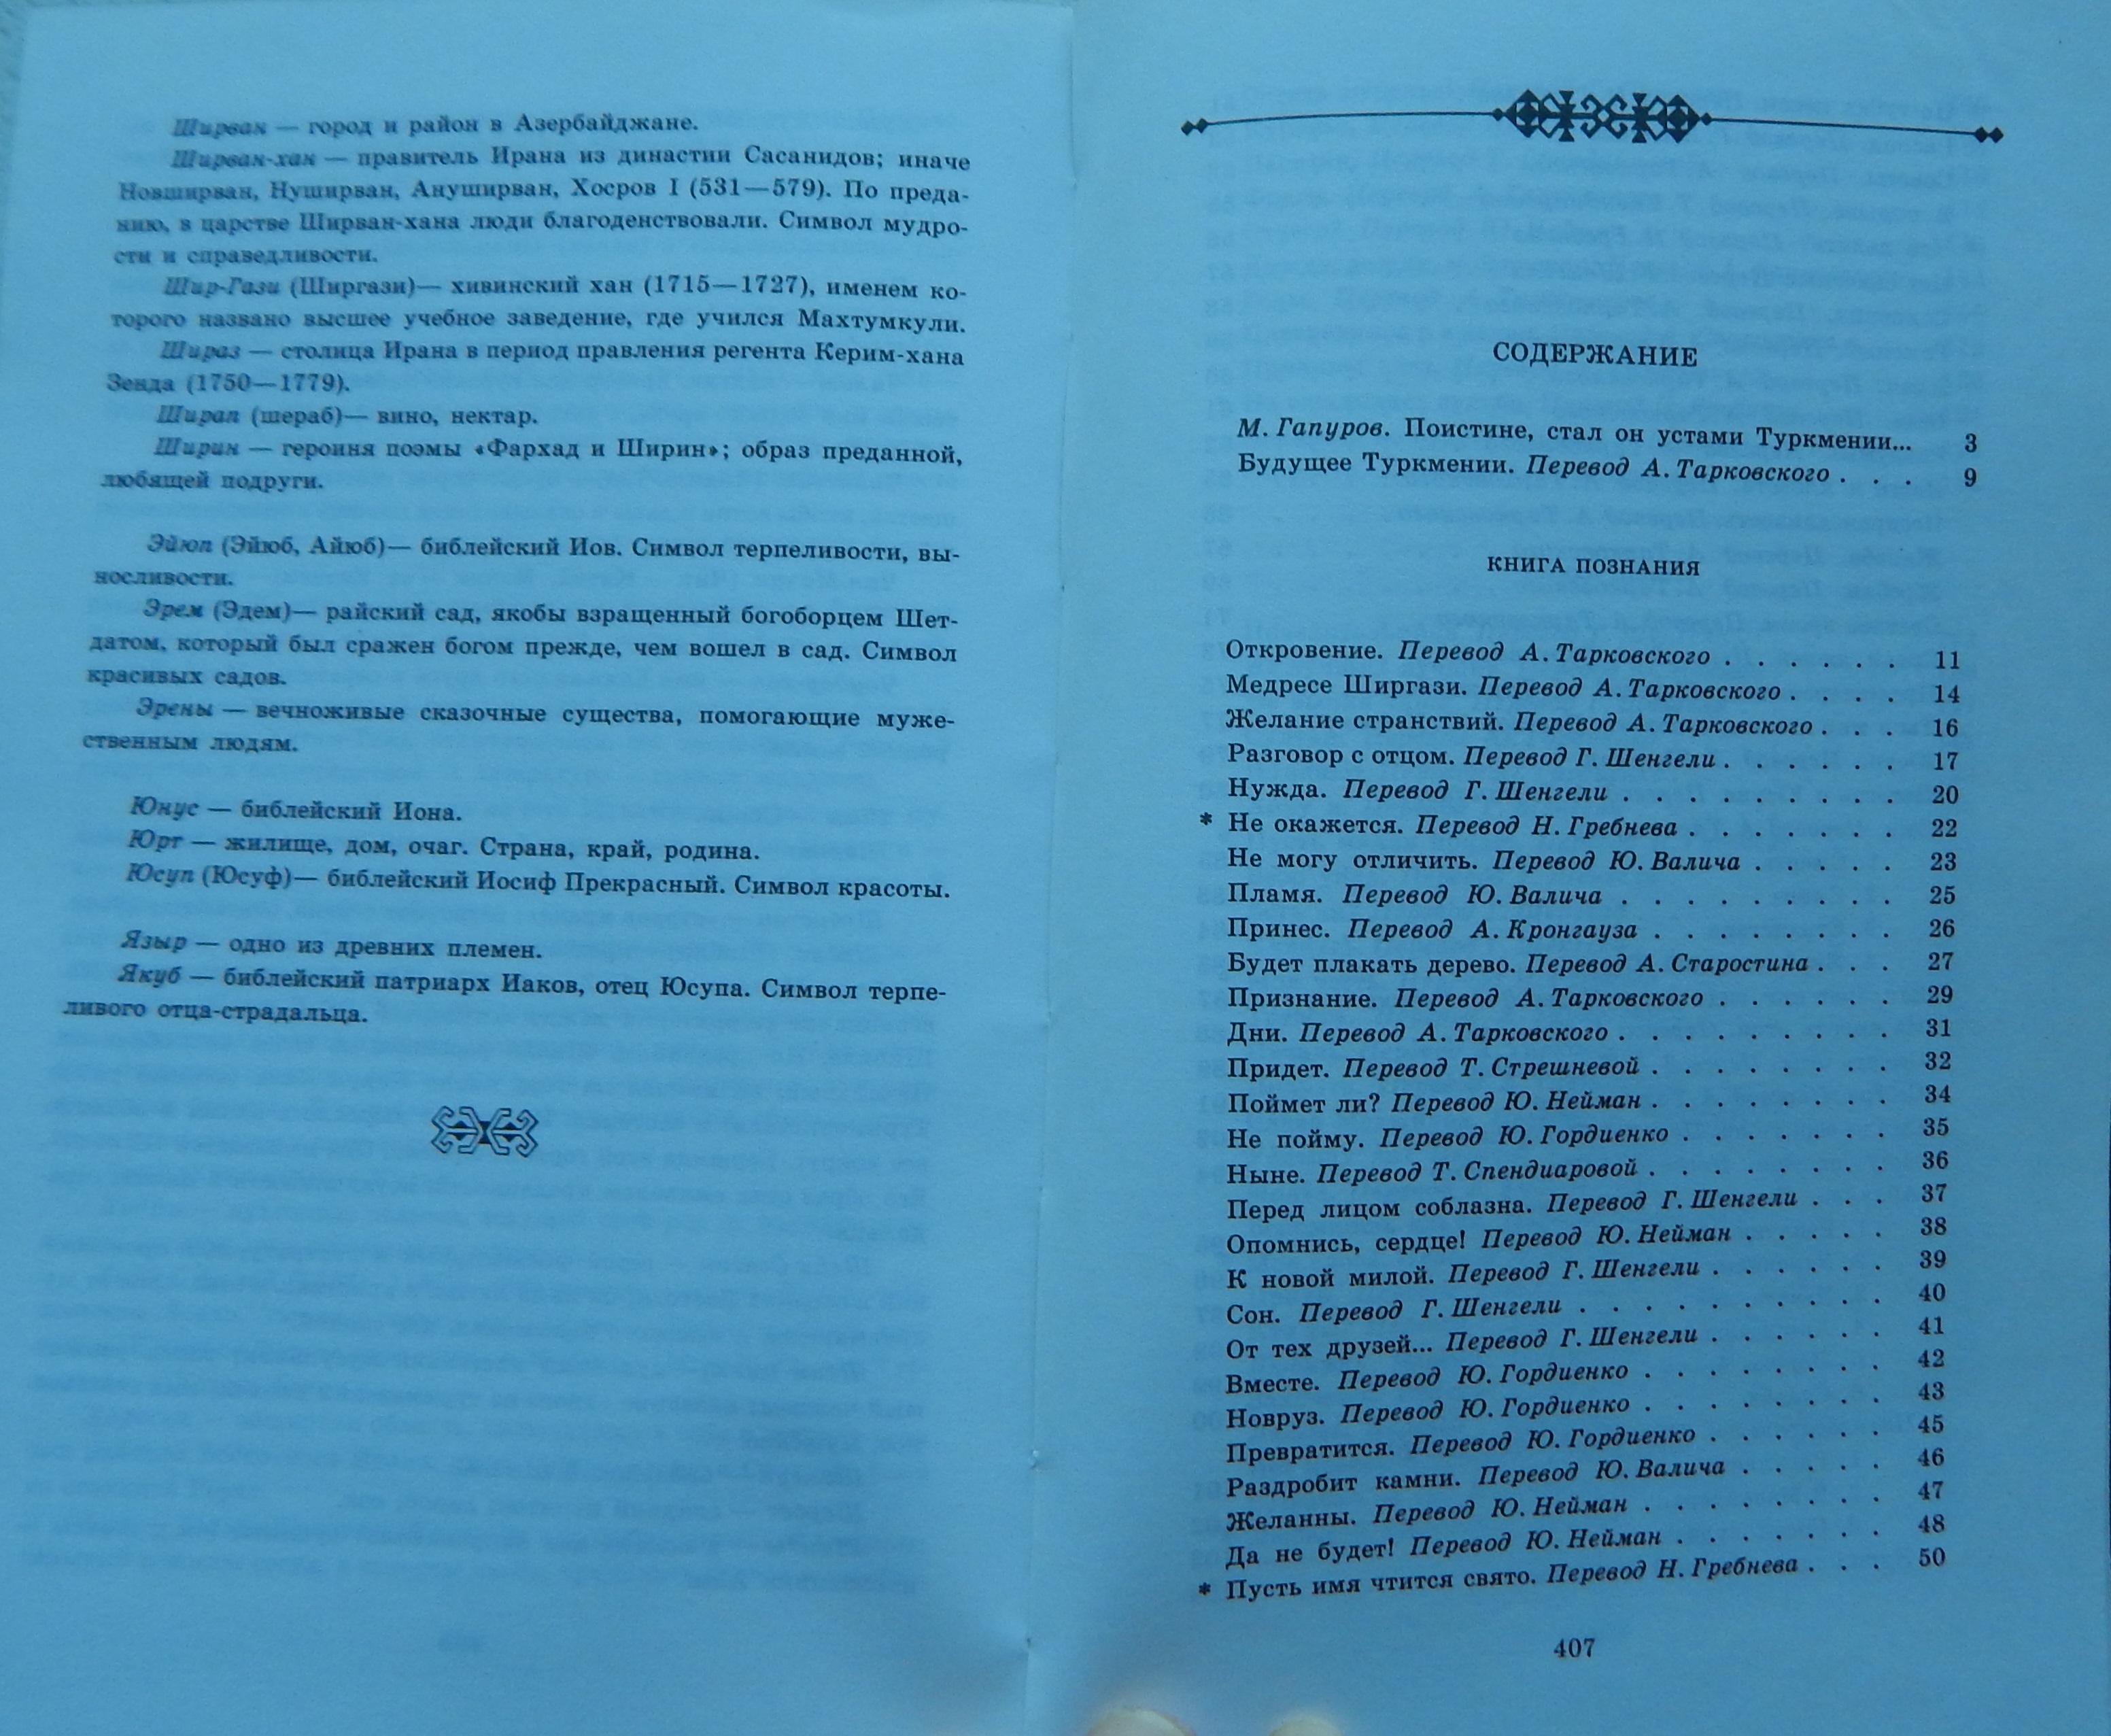 Ширван — город и район в Азербайджане.
Ширван-хан — правитель Ирана из династии Сасанидов; иначе
Новширван, Нуширван, Ануширван, Хосров I (531—579). По преда-
нию, в царстве Ширван-хана люди благоденствовали. Символ мудро-
сти и справедливости.
Шир-Гази (Ширгази)— хивинский хан (1715—1727), именем ко-
торого названо высшее учебное заведение, где учился Махтумкули.
Шираз — столица Ирана в период правления регента Керим-хана
Зенда (1750—1779).
Шарап (шераб)— вино, нектар.
Ширин — героиня поэмы «Фархад и Ширин»; образ преданной,
любящей подруги.
Эйюп (Эйюб, Айюб)— библейский Иов. Символ терпеливости, вы-
носливости.
Эрем (Эдем)— райский сад, якобы взращенный богоборцем Шет-
датом, который был сражен богом прежде, чем вошел в сад. Символ
красивых садов.
Эрены — вечноживые сказочные существа, помогающие муже-
ственным людям.
Юнус — библейский Иона.
Юрт — жилище, дом, очаг. Страна, край, родина.
Юсуп (Юсуф)— библейский Иосиф Прекрасный. Символ красоты.
Языр — одно из древних племен.
Якуб — библейский патриарх Иаков, отец Юсупа. Символ терпе-
ливого отца-страдальца.
СОДЕРЖАНИЕ
М. Гапуров. Поистине, стал он устами Туркмении... 3
Будущее Туркмении. Перевод А. Тарковского . . . 9
КНИГА ПОЗНАНИЯ
Откровение. Перевод А. Тарковского . . . . . . 11
Медресе Ширгази. Перевод А. Тарковского . . . . 14
Желание странствий. Перевод А. Тарковского . . . 16
Разговор с отцом. Перевод Г. Шенгели . . . . . . 17
Нужда. Перевод Г. Шенгели . . . . . . . . . 20
* Не окажется. Перевод Н. Гребнева . . . . . . . 22
Не могу отличить. Перевод Ю. Валича . . . . . 23
Пламя. Перевод Ю. Валича . . . . . . . . . 25
Принес. Перевод А. Кронгауза . . . . . . . . 26
Будет плакать дерево. Перевод А. Старостина . . . 27
Признание. Перевод А. Тарковского . . . . . . 29
Дни. Перевод А. Тарковского . . . . . . . . . 31
Придет. Перевод Т. Стрешневой . . . . . . . . 32
Поймет ли? Перевод Ю. Нейман . . . . . . . . 34
Не пойму. Перевод Ю. Гордиенко . . . . . . . 35
Ныне. Перевод Т. Спендиаровой . . . . . . . . 36
Перед лицом соблазна. Перевод Г. Шенгели . . . 37
Опомнись, сердце! Перевод Ю. Нейман . . . . . 38
К новой милой. Перевод Г. Шенгели . . . . . . 39
Сон. Перевод Г. Шенгели . . . . . . . . . . 40
От тех друзей... Перевод Г. Шенгели . . . . . . 41
Вместе. Перевод Ю. Гордиенко . . . . . . . . 42
Новруз. Перевод Ю. Гордиенко . . . . . . . . 43
Превратится. Перевод Ю. Гордиенко . . . . . . 45
Раздробит камни. Перевод Ю. Валича . . . . . 46
Желанны. Перевод Ю. Нейман . . . . . . . . 47
Да не будет! Перевод Ю. Нейман . . . . . . . 48
* Пусть имя чтится свято. Перевод Н. Гребнева . . . 50
407